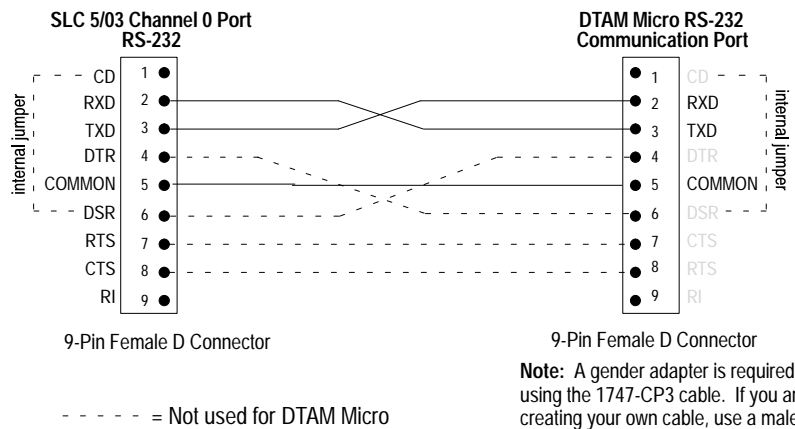 SLC 5/03 Channel 0 Port
RS-232
DTAM Micro RS-232
Communication Port
internal jumper
CD 1
RXD 2
TXD 3
DTR 4
COMMON 5
DSR 6
RTS 7
CTS 8
RI 9
1 CD
2 RXD
3 TXD
4 DTR
5 COMMON
6 DSR
7 CTS
8 RTS
9 RI
internal jumper
9-Pin Female D Connector
9-Pin Female D Connector
Note: A gender adapter is required
using the 1747-CP3 cable. If you
creating your own cable, use a male
- - - - - = Not used for DTAM Micro